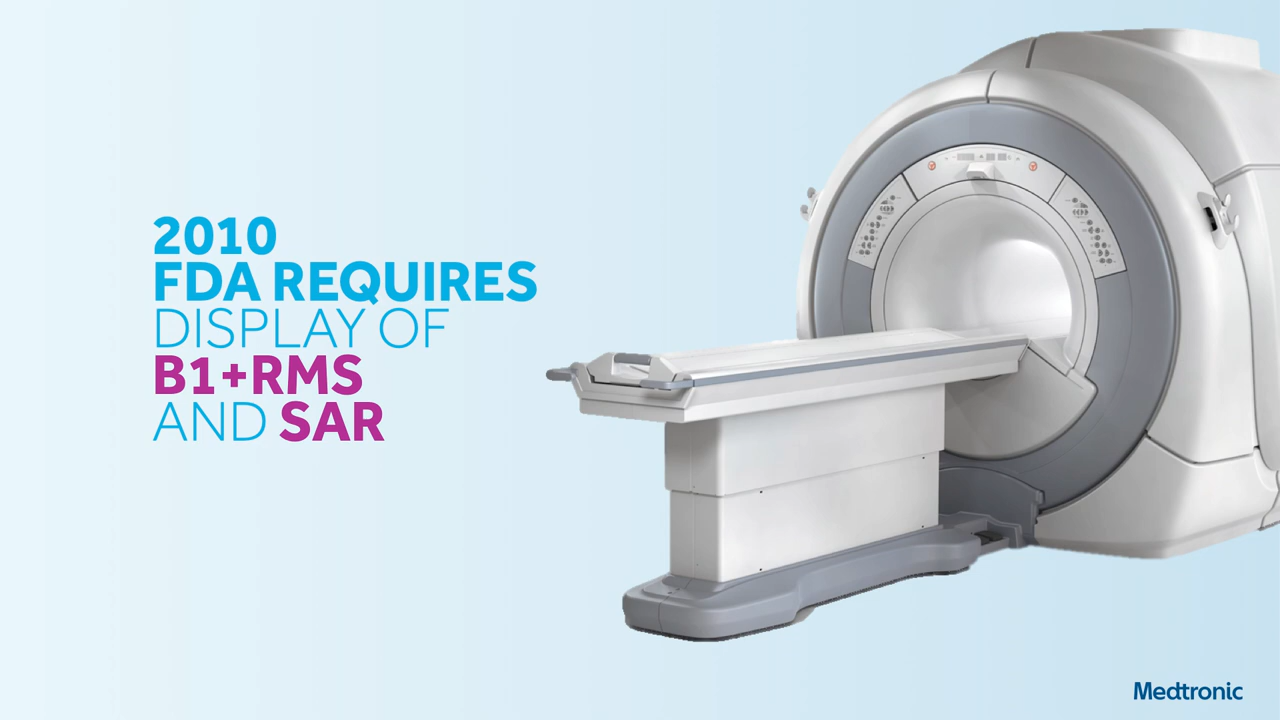 2010
FDA REQUIRES
DISPLAY OF
B1+RMS
AND SAR
Medtronic